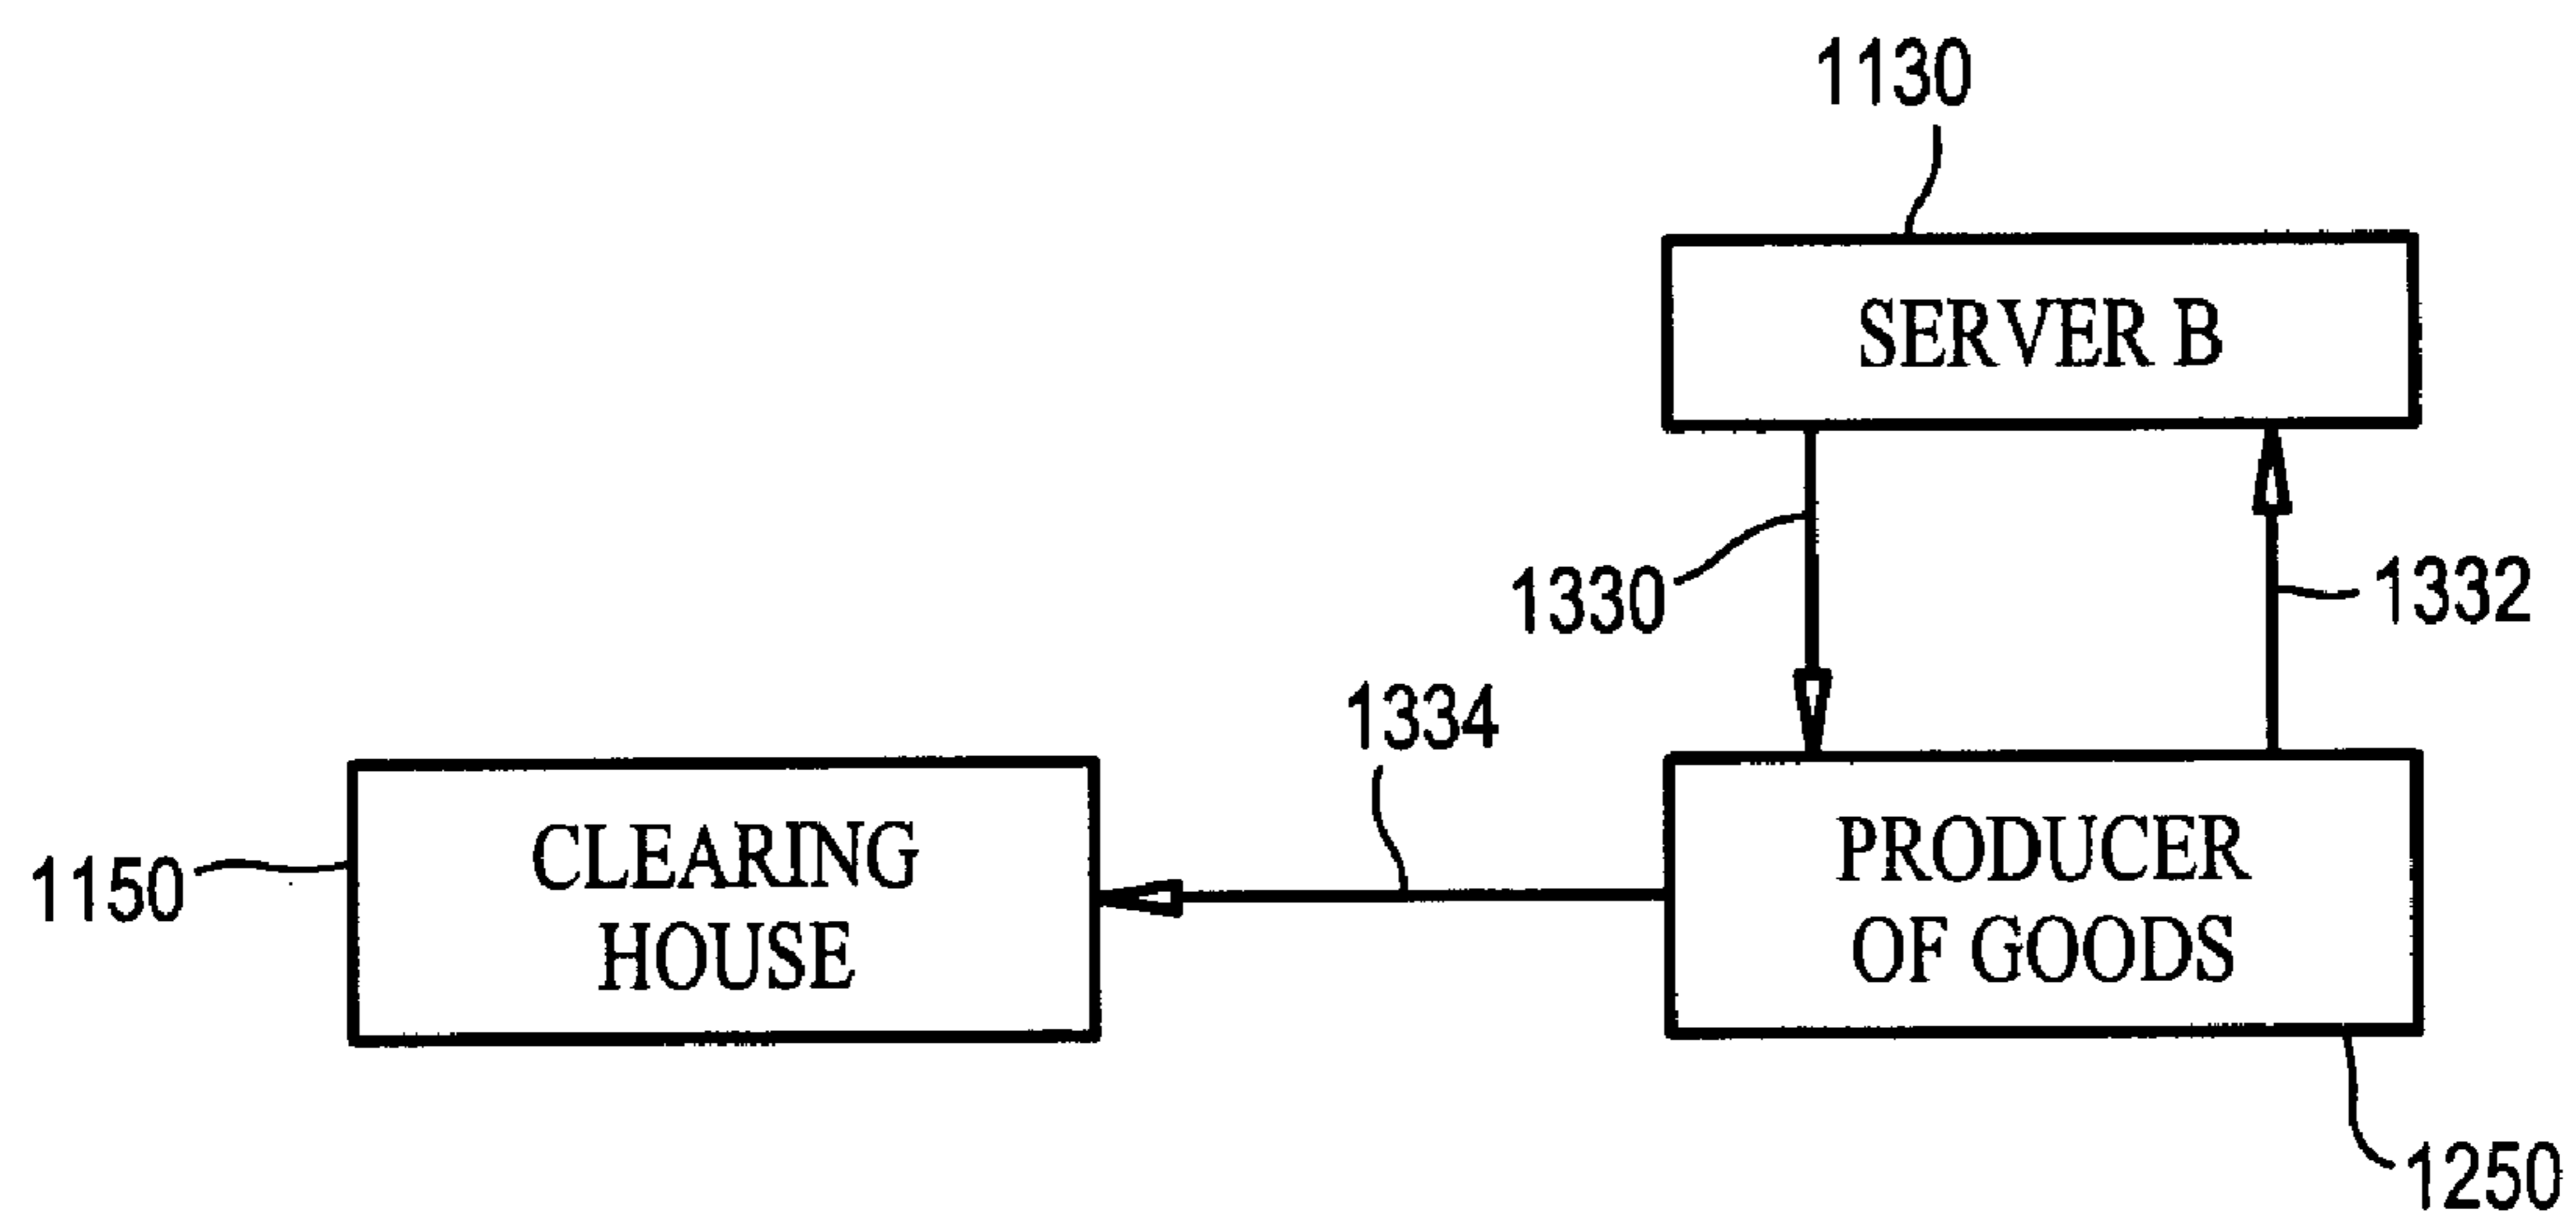 1130
SERVER B
1330
1332
1334
1150
CLEARING
HOUSE
PRODUCER
OF GOODS
1250